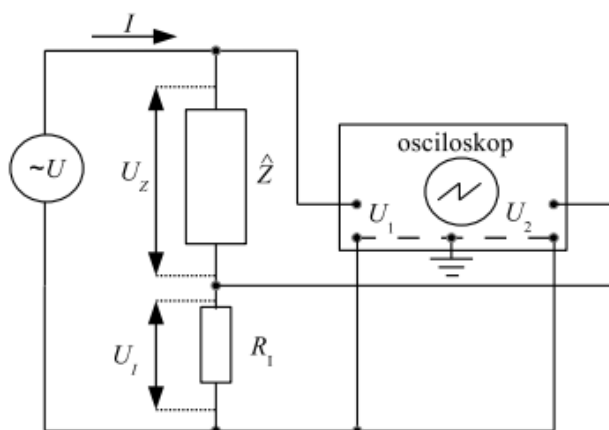 I
~U
U_Z
Ẑ
osciloskop
U_1
U_2
U_I
R_1